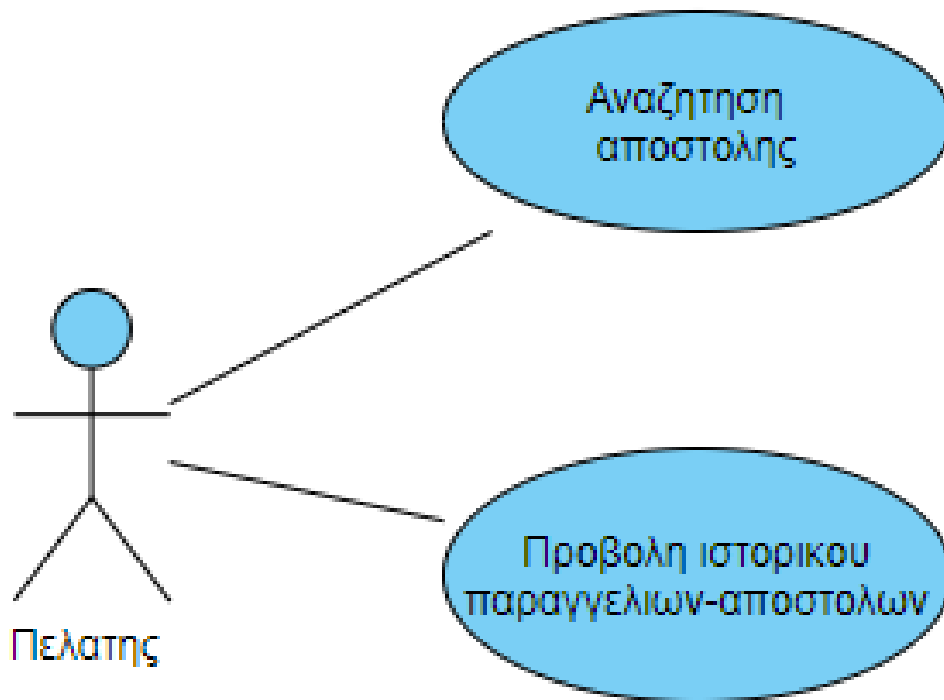 Αναζητηση
αποστολης
Προβολη ιστορικου
παραγγελιων-αποστολων
Πελατης